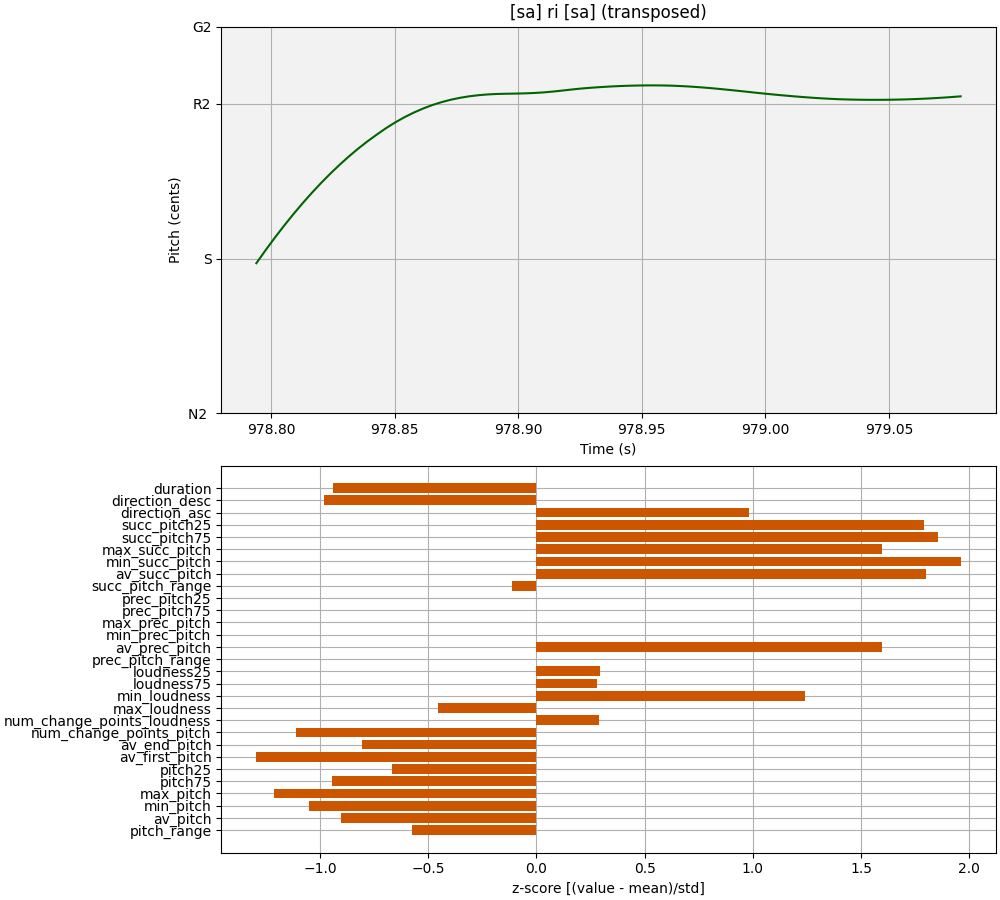 [sa] ri [sa] (transposed)
G2
R2
S
N2
Pitch (cents)
978.80 978.85 978.90 978.95 979.00 979.05
Time (s)
duration
direction_desc
direction_asc
succ_pitch25
succ_pitch75
max_succ_pitch
min_succ_pitch
av_succ_pitch
succ_pitch_range
prec_pitch25
prec_pitch75
max_prec_pitch
min_prec_pitch
av_prec_pitch
prec_pitch_range
loudness25
loudness75
min_loudness
max_loudness
num_change_points_loudness
num_change_points_pitch
av_end_pitch
av_first_pitch
pitch25
pitch75
max_pitch
min_pitch
av_pitch
pitch_range
−1.0 −0.5 0.0 0.5 1.0 1.5 2.0
z-score [(value - mean)/std]